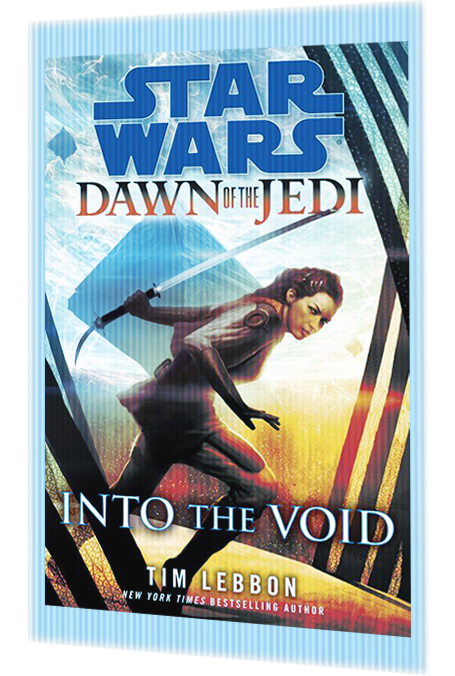 STAR
WARS
DAWN OF THE JEDI
INTO THE VOID
TIM LEBBON
NEW YORK TIMES BESTSELLING AUTHOR